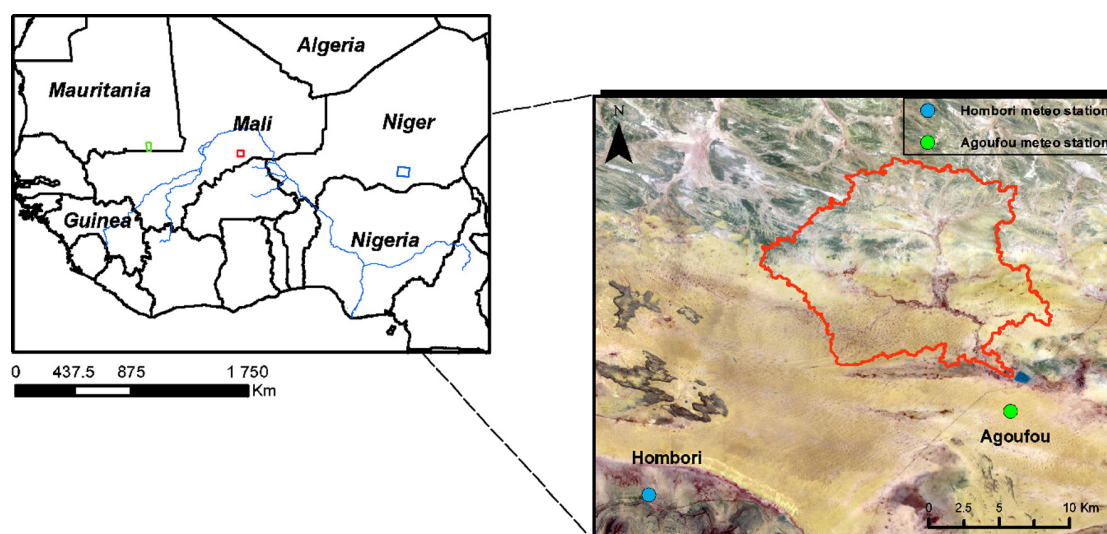 Algeria
Mauritania
Mali
Niger
Guinea
Nigeria
0 437.5 875 1 750
Km
N
Hombori meteo station
Agoufou meteo station
Agoufou
Hombori
0 2.5 5 10 Km